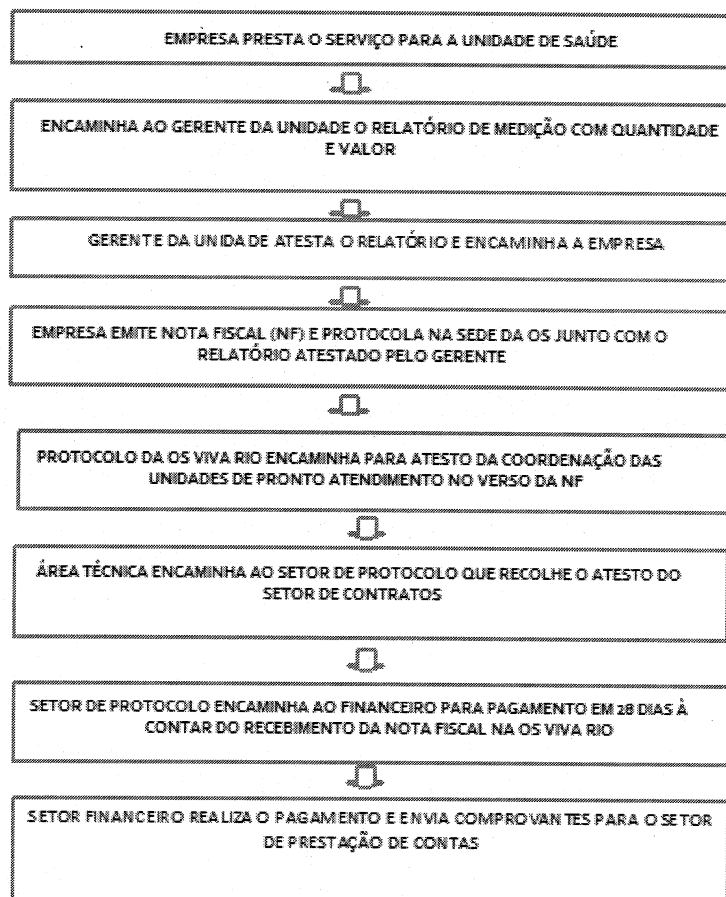 EMPRESA PRESTA O SERVIÇO PARA A UNIDADE DE SAÚDE
ENCAMINHA AO GERENTE DA UNIDADE O RELATÓRIO DE MEDIÇÃO COM QUANTIDADE
E VALOR
GERENTE DA UNIDADE ATESTA O RELATÓRIO E ENCAMINHA A EMPRESA
EMPRESA EMITE NOTA FISCAL (NF) E PROTOCOLA NA SEDE DA OS JUNTO COM O
RELATÓRIO ATESTADO PELO GERENTE
PROTOCOLO DA OS VIVA RIO ENCAMINHA PARA ATESTO DA COORDENAÇÃO DAS
UNIDADES DE PRONTO ATENDIMENTO NO VERSO DA NF
ÁREA TÉCNICA ENCAMINHA AO SETOR DE PROTOCOLO QUE RECOLHE O ATESTO DO
SETOR DE CONTRATOS
SETOR DE PROTOCOLO ENCAMINHA AO FINANCEIRO PARA PAGAMENTO EM 28 DIAS À
CONTAR DO RECEBIMENTO DA NOTA FISCAL NA OS VIVA RIO
SETOR FINANCEIRO REALIZA O PAGAMENTO E ENVIA COMPROVANTES PARA O SETOR
DE PRESTAÇÃO DE CONTAS